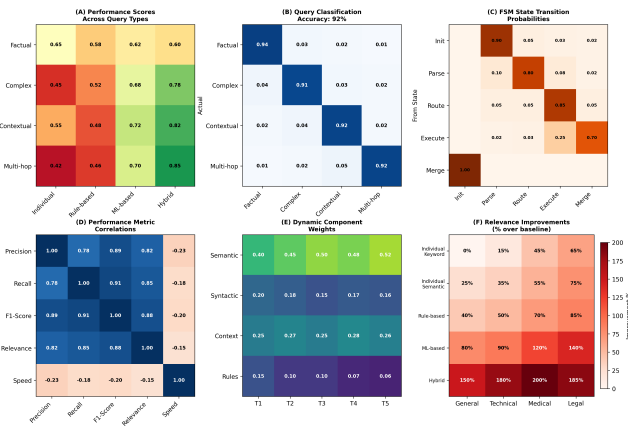 (A) Performance Scores
Across Query Types
Factual 0.65 0.58 0.62 0.60
Complex 0.45 0.52 0.68 0.78
Contextual 0.55 0.48 0.72 0.82
Multi-hop 0.42 0.46 0.70 0.85
Individual Rule-based ML-based Hybrid
(B) Query Classification
Accuracy: 92%
Actual
Factual 0.94 0.03 0.02 0.01
Complex 0.04 0.91 0.03 0.02
Contextual 0.02 0.04 0.92 0.02
Multi-hop 0.01 0.02 0.05 0.92
Factual Complex Contextual Multi-hop
(C) FSM State Transition
Probabilities
From State
Init 0.90 0.05 0.03 0.02
Parse 0.10 0.80 0.08 0.02
Route 0.05 0.05 0.85 0.05
Execute 0.02 0.03 0.25 0.70
Merge 1.00
Init Parse Route Execute Merge
(D) Performance Metric
Correlations
Precision 1.00 0.78 0.89 0.82 -0.23
Recall 0.78 1.00 0.91 0.85 -0.18
F1-Score 0.89 0.91 1.00 0.88 -0.20
Relevance 0.82 0.85 0.88 1.00 -0.15
Speed -0.23 -0.18 -0.20 -0.15 1.00
Precision Recall F1-Score Relevance Speed
(E) Dynamic Component
Weights
Semantic 0.40 0.45 0.50 0.48 0.52
Syntactic 0.20 0.18 0.15 0.17 0.16
Context 0.25 0.27 0.25 0.28 0.26
Rules 0.15 0.10 0.10 0.07 0.06
T1 T2 T3 T4 T5
(F) Relevance Improvements
(% over baseline)
Individual
Keyword 0% 15% 45% 65%
Individual
Semantic 25% 35% 55% 75%
Rule-based 40% 50% 70% 85%
ML-based 80% 90% 120% 140%
Hybrid 150% 180% 200% 185%
General Technical Medical Legal
200
175
150
125
100
75
50
25
0